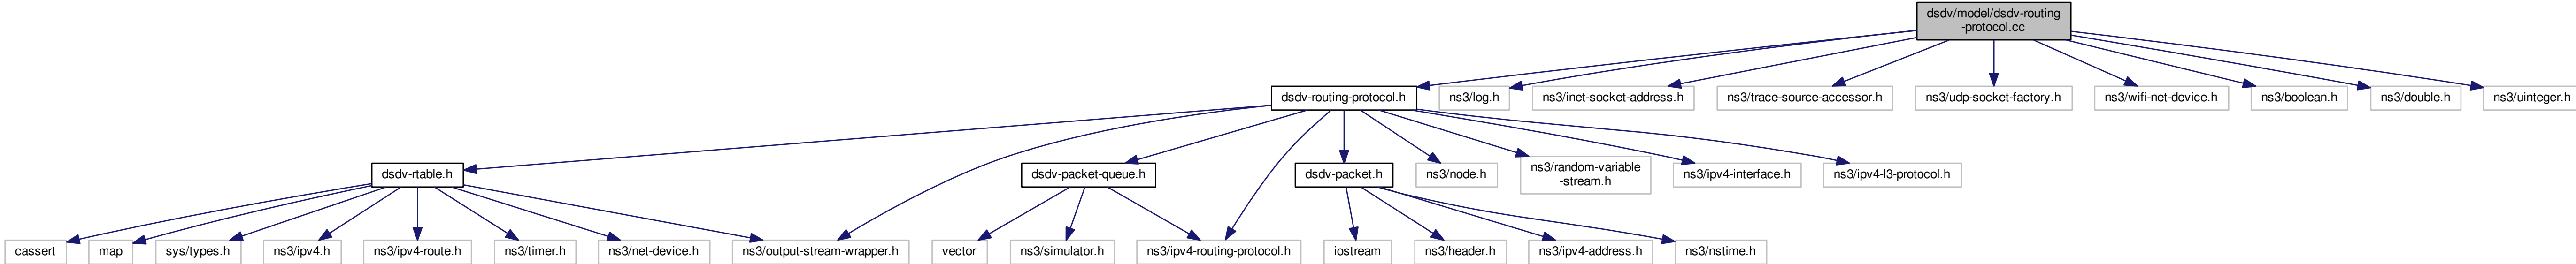 dsdv/model/dsdv-routing
-protocol.cc
dsdv-routing-protocol.h
ns3/log.h
ns3/inet-socket-address.h
ns3/trace-source-accessor.h
ns3/udp-socket-factory.h
ns3/wifi-net-device.h
ns3/boolean.h
ns3/double.h
ns3/uinteger.h
dsdv-rtable.h
dsdv-packet-queue.h
dsdv-packet.h
ns3/node.h
ns3/random-variable
-stream.h
ns3/ipv4-interface.h
ns3/ipv4-l3-protocol.h
cassert
map
sys/types.h
ns3/ipv4.h
ns3/ipv4-route.h
ns3/timer.h
ns3/net-device.h
ns3/output-stream-wrapper.h
vector
ns3/simulator.h
ns3/ipv4-routing-protocol.h
iostream
ns3/header.h
ns3/ipv4-address.h
ns3/nstime.h